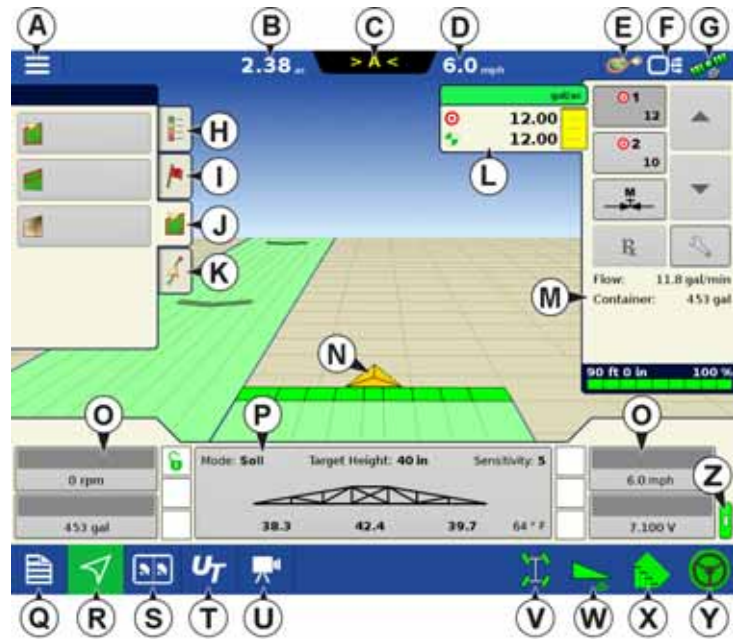 A B C D E F G
2.38 ac > A < 6.0 mph
gal/ac
12.00
12.00
1
12
2
10
M
Rx
H
I
J
K
L
M
N
Flow: 11.8 gal/min
Container: 453 gal
90 ft 0 in 100 %
O P O
Z
0 rpm
453 gal
Mode: Soil Target Height: 40 in Sensitivity: 5
38.3 42.4 39.7 64 ° F
6.0 mph
7.100 V
UT
Q R S T U V W X Y